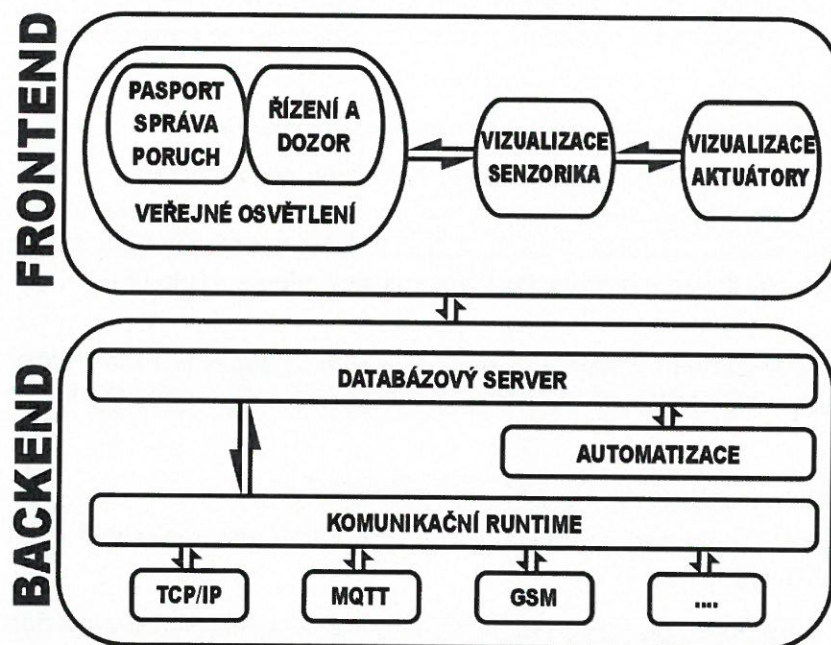 FRONTEND
PASPORT
SPRÁVA
PORUCH
ŘÍZENÍ A
DOZOR
VEŘEJNÉ OSVĚTLENÍ
VIZUALIZACE
SENZORIKA
VIZUALIZACE
AKTUÁTORY
BACKEND
DATABÁZOVÝ SERVER
AUTOMATIZACE
KOMUNIKAČNÍ RUNTIME
TCP/IP
MQTT
GSM
....